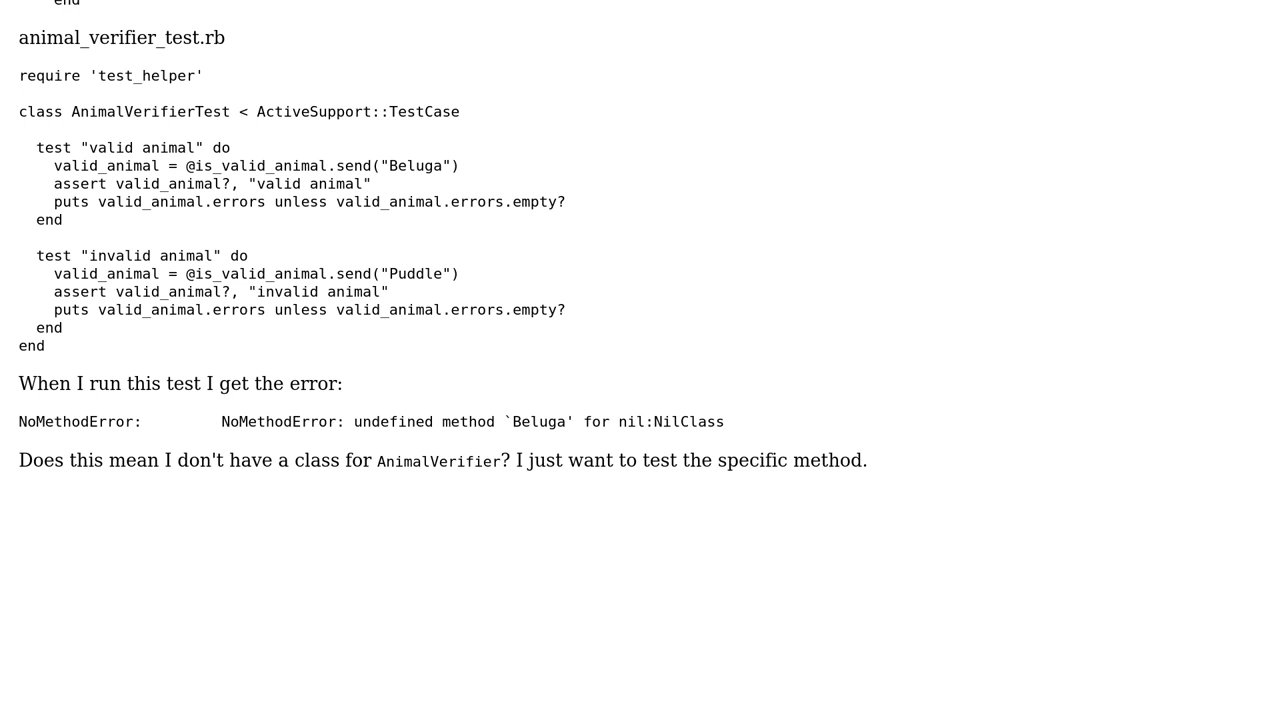 end
animal_verifier_test.rb
require 'test_helper'
class AnimalVerifierTest < ActiveSupport::TestCase
  test "valid animal" do
    valid_animal = @is_valid_animal.send("Beluga")
    assert valid_animal?, "valid animal"
    puts valid_animal.errors unless valid_animal.errors.empty?
  end
  test "invalid animal" do
    valid_animal = @is_valid_animal.send("Puddle")
    assert valid_animal?, "invalid animal"
    puts valid_animal.errors unless valid_animal.errors.empty?
  end
end
When I run this test I get the error:
NoMethodError:         NoMethodError: undefined method `Beluga' for nil:NilClass
Does this mean I don't have a class for AnimalVerifier? I just want to test the specific method.